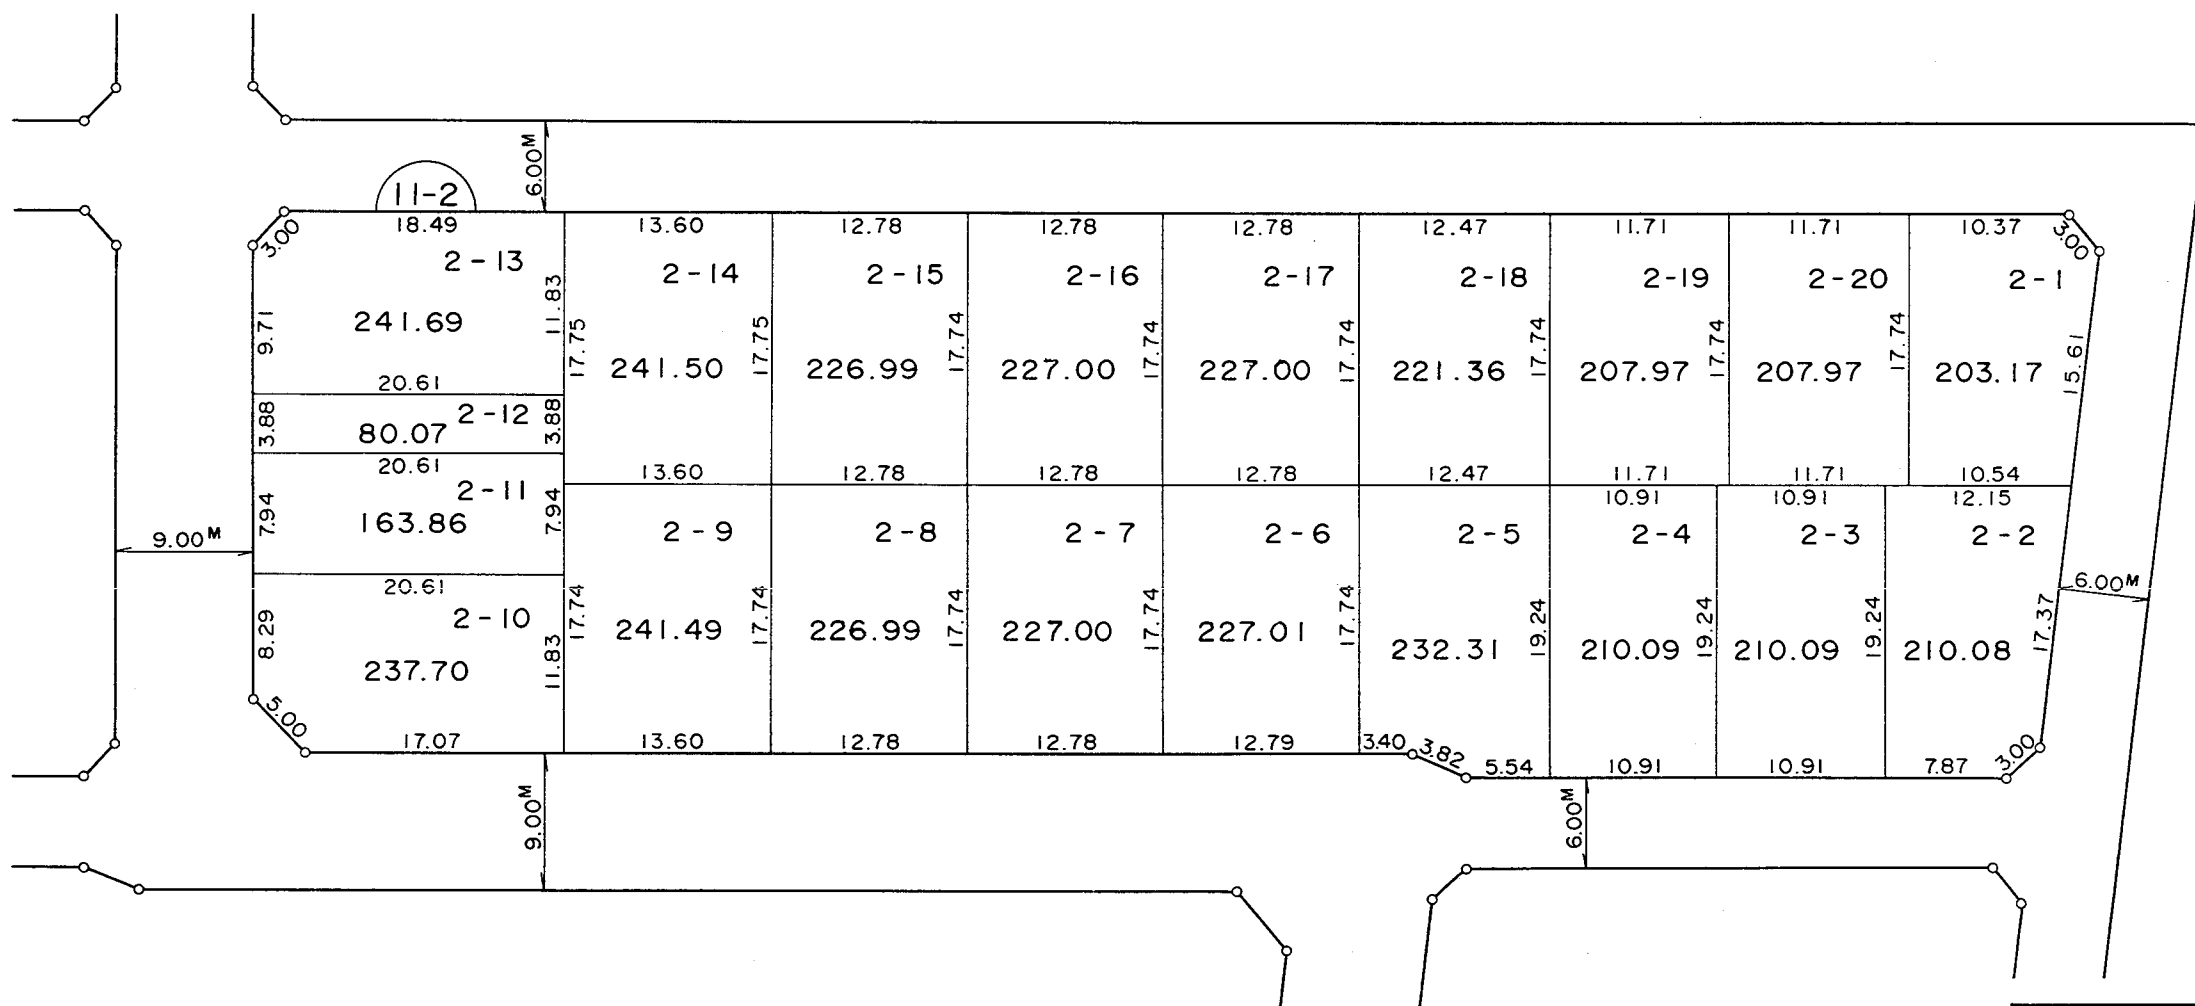 6.00M
11-2
18.49 13.60 12.78 12.78 12.78 12.47 11.71 11.71 10.37
3.00 3.00
2-13 2-14 2-15 2-16 2-17 2-18 2-19 2-20 2-1
9.71 11.83 17.75 17.75 17.74 17.74 17.74 17.74 17.74 17.74 15.61
241.69 241.50 226.99 227.00 227.00 221.36 207.97 207.97 203.17
20.61
3.88 2-12 3.88
80.07
20.61 13.60 12.78 12.78 12.78 12.47 11.71 11.71 10.54
2-11 10.91 10.91 12.15
7.94 163.86 7.94
9.00M 2-9 2-8 2-7 2-6 2-5 2-4 2-3 2-2
20.61 6.00M
2-10
8.29 11.83 17.74 17.74 17.74 17.74 17.74 19.24 19.24 19.24 17.37
237.70 241.49 226.99 227.00 227.01 232.31 210.09 210.09 210.08
5.00
17.07 13.60 12.78 12.78 12.79 3.40 3.82
5.54 10.91 10.91 7.87 3.00
9.00M 6.00M